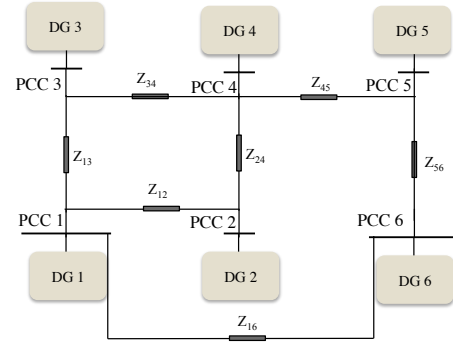 DG 3
DG 4
DG 5
PCC 3
Z34
PCC 4
Z45
PCC 5
Z13
Z24
Z56
Z12
PCC 1
PCC 2
PCC 6
DG 1
DG 2
DG 6
Z16